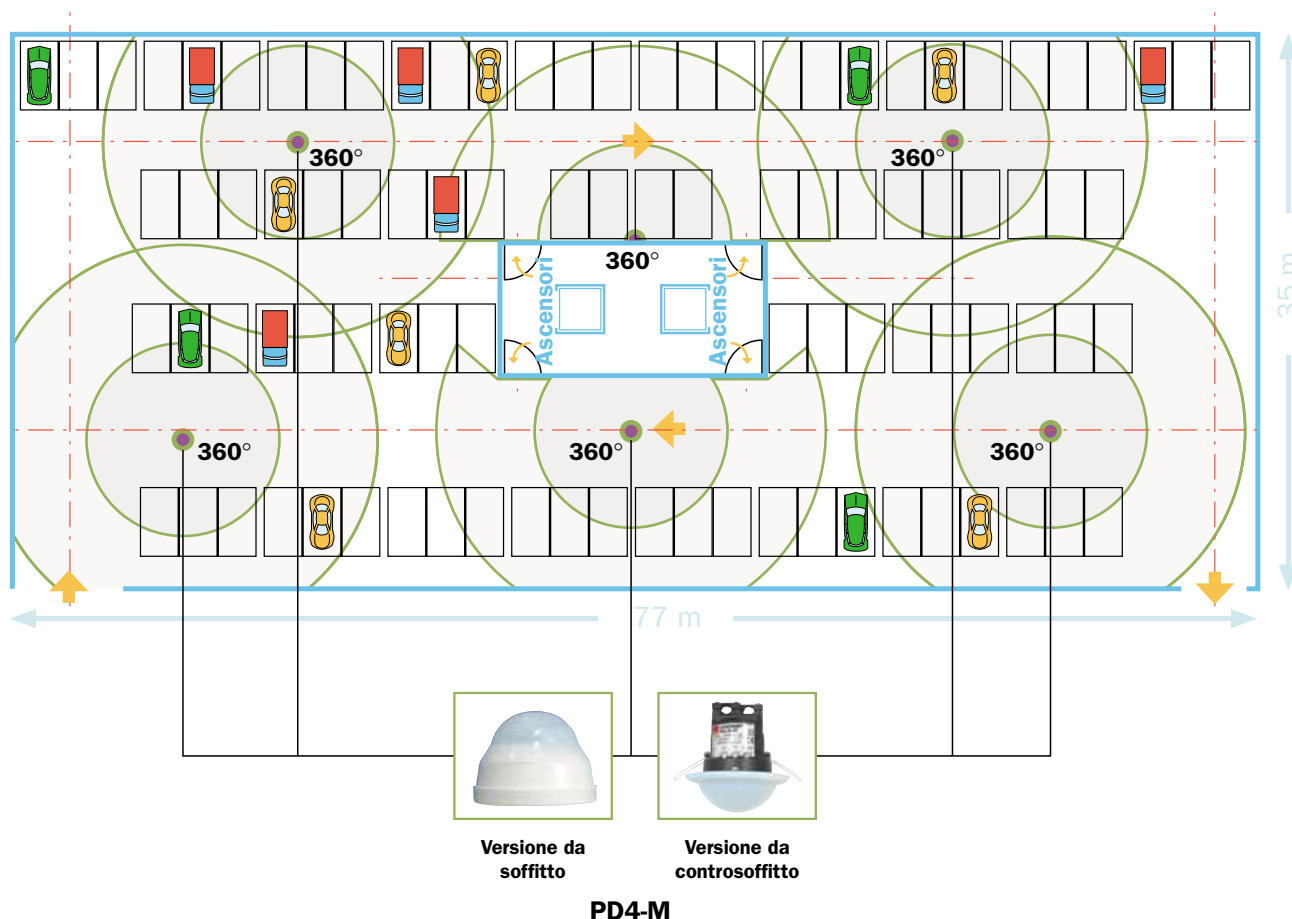 360°
360°
360°
Ascensori
Ascensori
35 m
360°
360°
360°
77 m
Versione da
soffitto
Versione da
controsoffitto
PD4-M